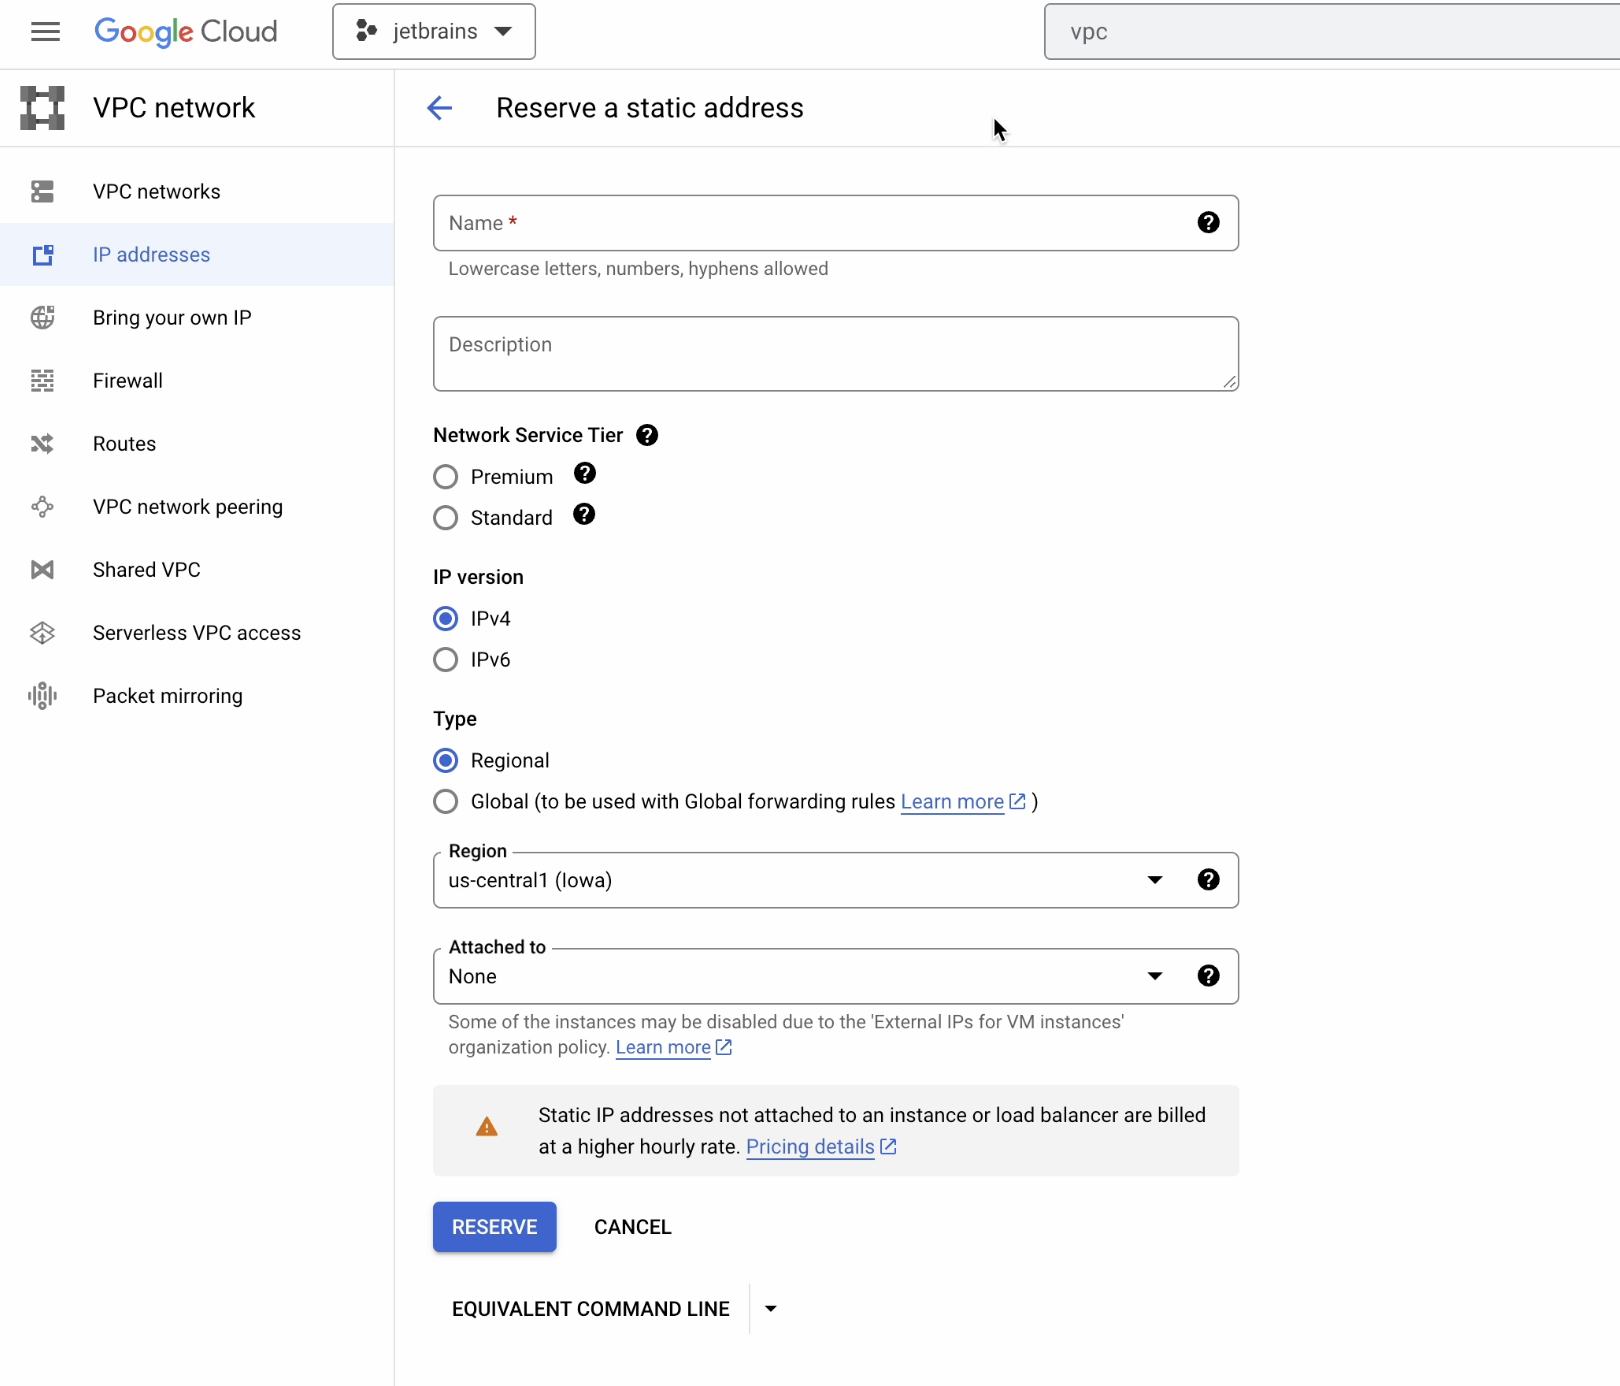 Google Cloud
jetbrains
vpc
VPC network
Reserve a static address
VPC networks
IP addresses
Bring your own IP
Firewall
Routes
VPC network peering
Shared VPC
Serverless VPC access
Packet mirroring
Name *
Lowercase letters, numbers, hyphens allowed
Description
Network Service Tier
Premium
Standard
IP version
IPv4
IPv6
Type
Regional
Global (to be used with Global forwarding rules Learn more )
Region
us-central1 (Iowa)
Attached to
None
Some of the instances may be disabled due to the 'External IPs for VM instances'
organization policy. Learn more
Static IP addresses not attached to an instance or load balancer are billed
at a higher hourly rate. Pricing details
RESERVE
CANCEL
EQUIVALENT COMMAND LINE